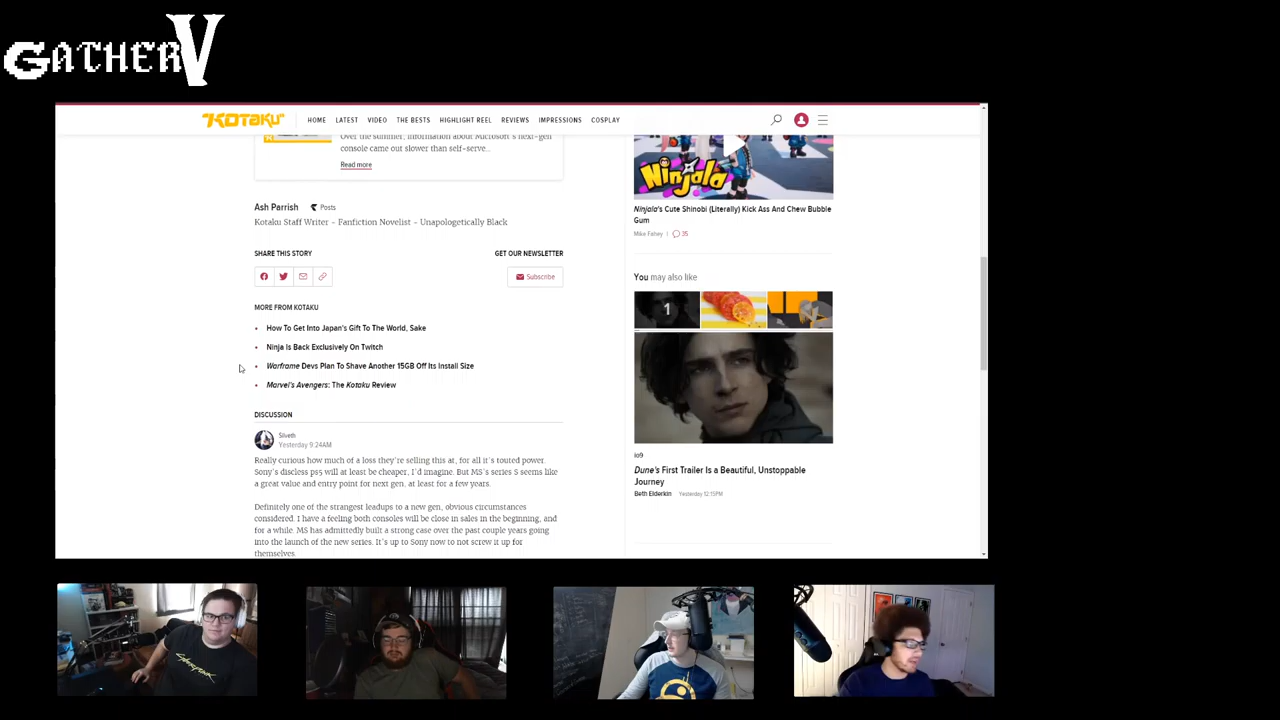 GATHERV
KOTAKU
HOME LATEST VIDEO THE BESTS HIGHLIGHT REEL REVIEWS IMPRESSIONS COSPLAY
Over the summer, information about Microsoft's next-gen
console came out slower than self-serve...
Read more
Ash Parrish Posts
Kotaku Staff Writer - Fanfiction Novelist - Unapologetically Black
SHARE THIS STORY
GET OUR NEWSLETTER
Subscribe
MORE FROM KOTAKU
How To Get Into Japan's Gift To The World, Sake
Ninja Is Back Exclusively On Twitch
Warframe Devs Plan To Shave Another 15GB Off Its Install Size
Marvel's Avengers: The Kotaku Review
DISCUSSION
Silveth
Yesterday 9:24AM
Really curious how much of a loss they're selling this at, for all it's touted power.
Sony's discless ps5 will at least be cheaper, I'd imagine. But MS's series S seems like
a great value and entry point for next gen, at least for a few years.
Definitely one of the strangest leadups to a new gen, obvious circumstances
considered. I have a feeling both consoles will be close in sales in the beginning, and
for a while. MS has admittedly built a strong case over the past couple years going
into the launch of the new series. It's up to Sony now to not screw it up for
themselves.
NINJALA
Ninjala's Cute Shinobi (Literally) Kick Ass And Chew Bubble
Gum
Mike Fahey 35
You may also like
1
io9
Dune's First Trailer Is a Beautiful, Unstoppable
Journey
Beth Elderkin Yesterday 12:15PM
CYBERPUNK